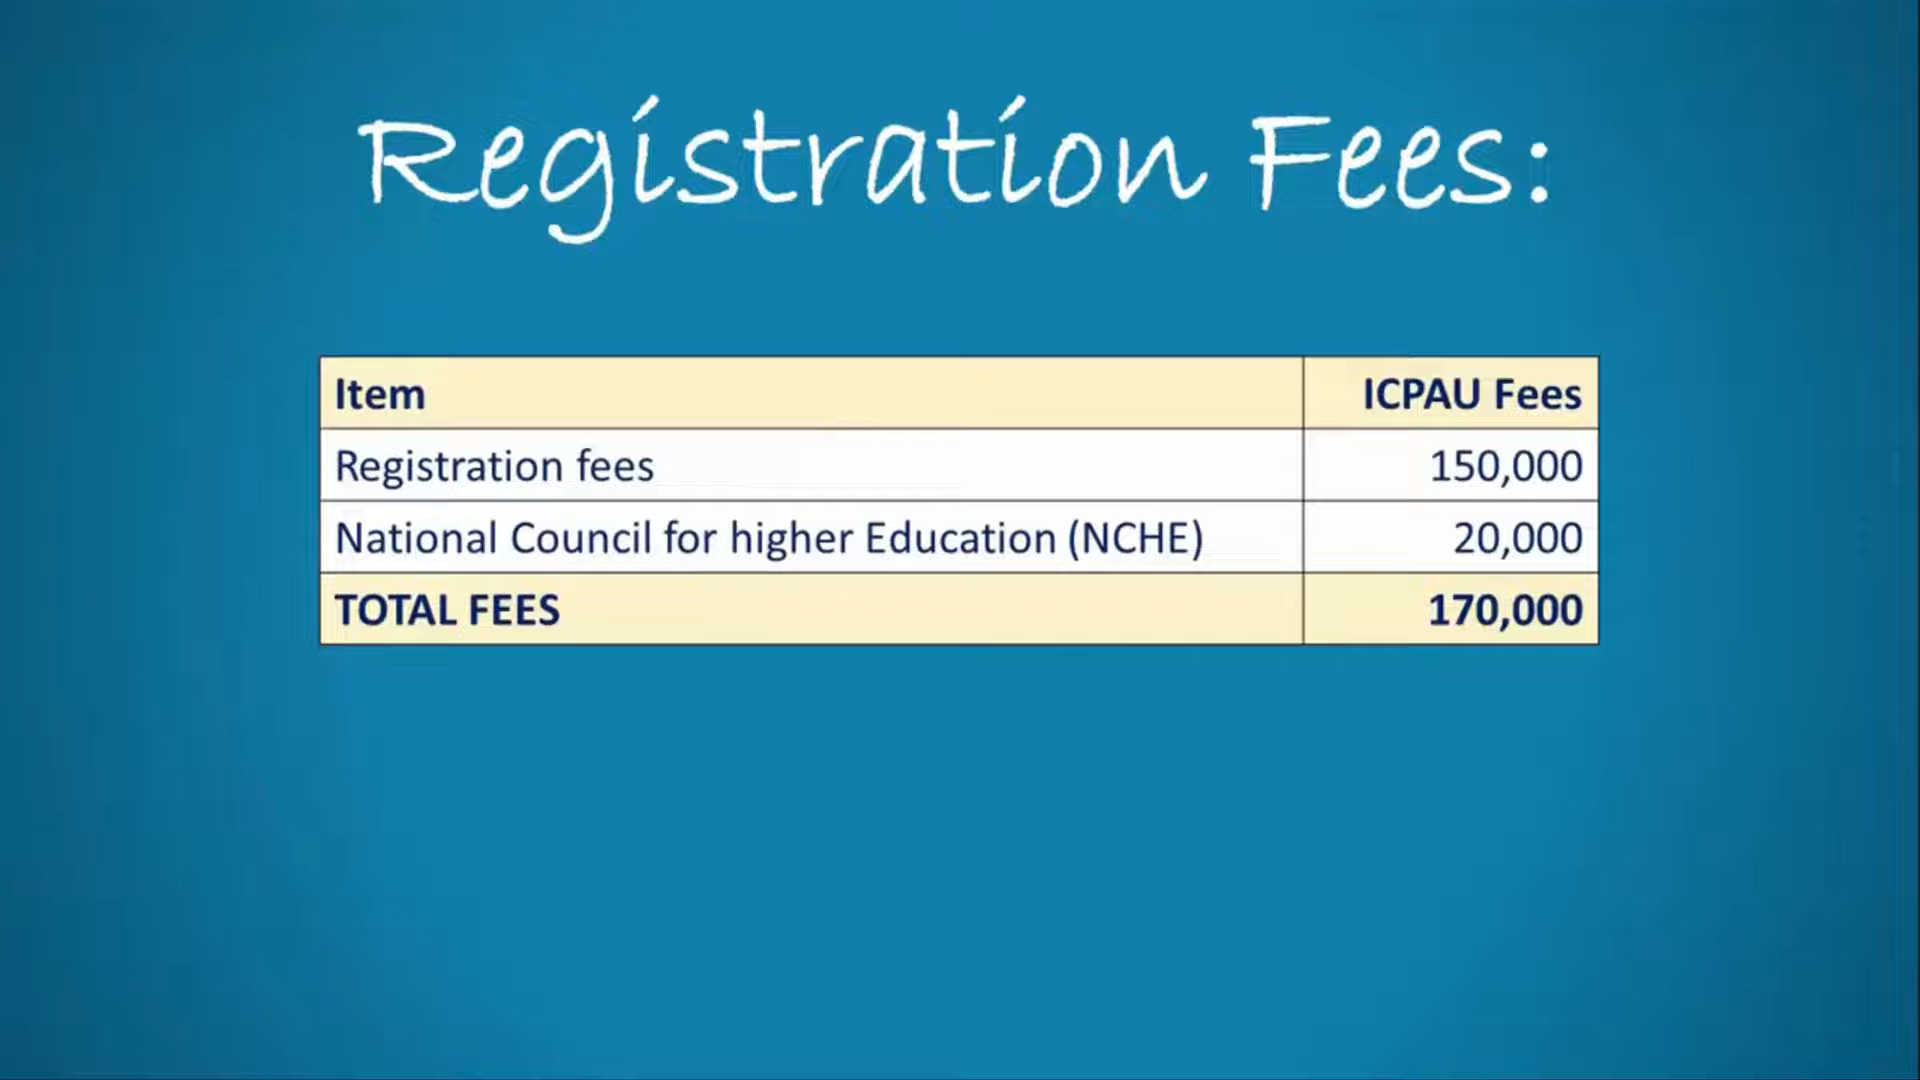 Registration Fees:
Item ICPAU Fees
Registration fees 150,000
National Council for higher Education (NCHE) 20,000
TOTAL FEES 170,000